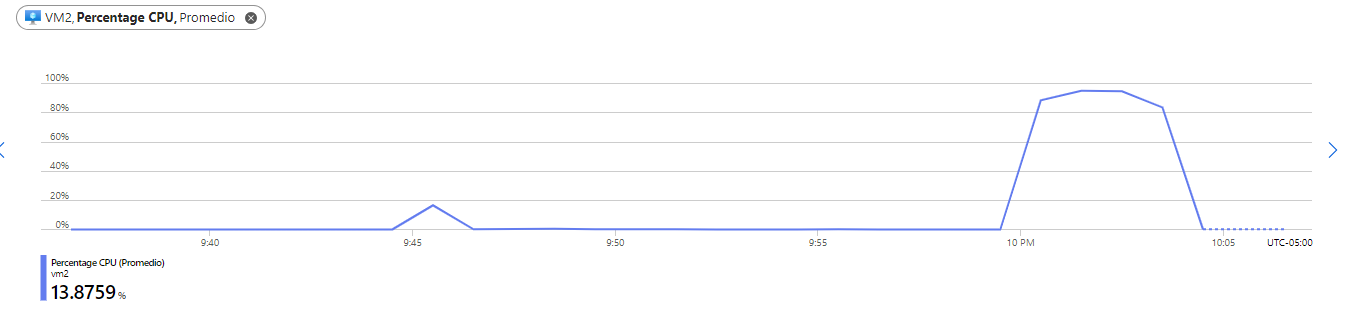 VM2, Percentage CPU, Promedio
100%
80%
60%
40%
20%
0%
9:40 9:45 9:50 9:55 10 PM 10:05 UTC-05:00
Percentage CPU (Promedio)
vm2
13.8759 %